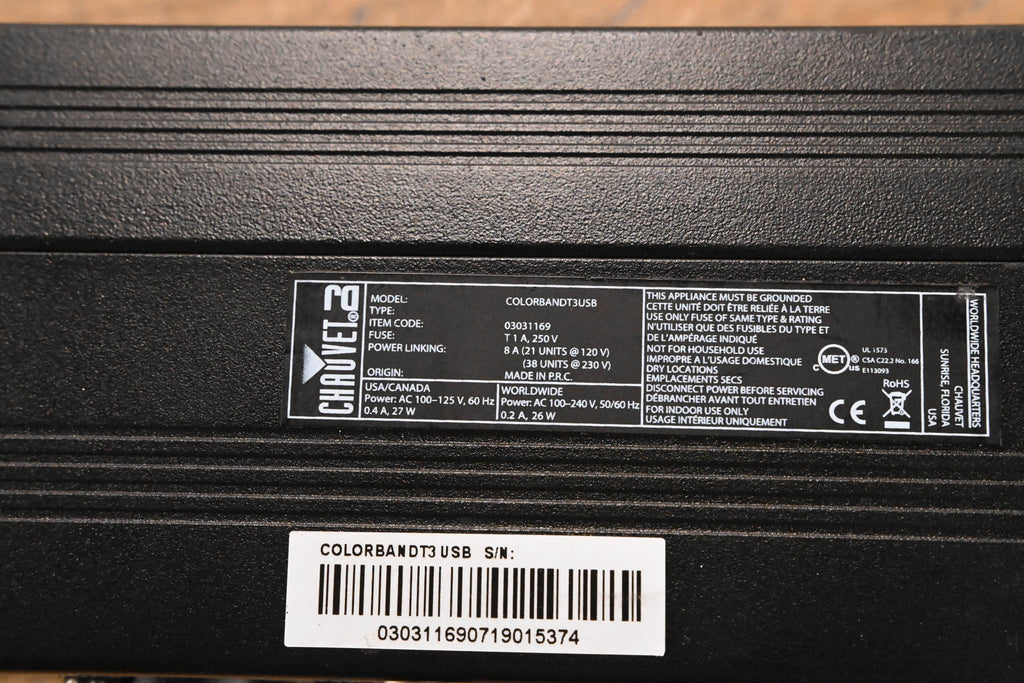 CHAUVET® DJ
MODEL: COLORBANDT3USB
TYPE:
ITEM CODE: 03031169
FUSE: T 1 A, 250 V
POWER LINKING: 8 A (21 UNITS @ 120 V)
(38 UNITS @ 230 V)
ORIGIN: MADE IN P.R.C.
USA/CANADA
Power: AC 100–125 V, 60 Hz
0.4 A, 27 W
WORLDWIDE
Power: AC 100–240 V, 50/60 Hz
0.2 A, 26 W
THIS APPLIANCE MUST BE GROUNDED
CETTE UNITÉ DOIT ÊTRE RELIÉE À LA TERRE
USE ONLY FUSE OF SAME TYPE & RATING
N'UTILISER QUE DES FUSIBLES DU TYPE ET
DE L'AMPÉRAGE INDIQUÉ
NOT FOR HOUSEHOLD USE
IMPROPRE A L'USAGE DOMESTIQUE
DRY LOCATIONS
EMPLACEMENTS SECS
DISCONNECT POWER BEFORE SERVICING
DÉBRANCHER AVANT TOUT ENTRETIEN
FOR INDOOR USE ONLY
USAGE INTÉRIEUR UNIQUEMENT
C MET ® US
UL 1573
CSA C22.2 No. 166
E113093
CE
RoHS
WORLDWIDE HEADQUARTERS
CHAUVET
SUNRISE, FLORIDA
USA
COLORBANDT3USB S/N:
030311690719015374